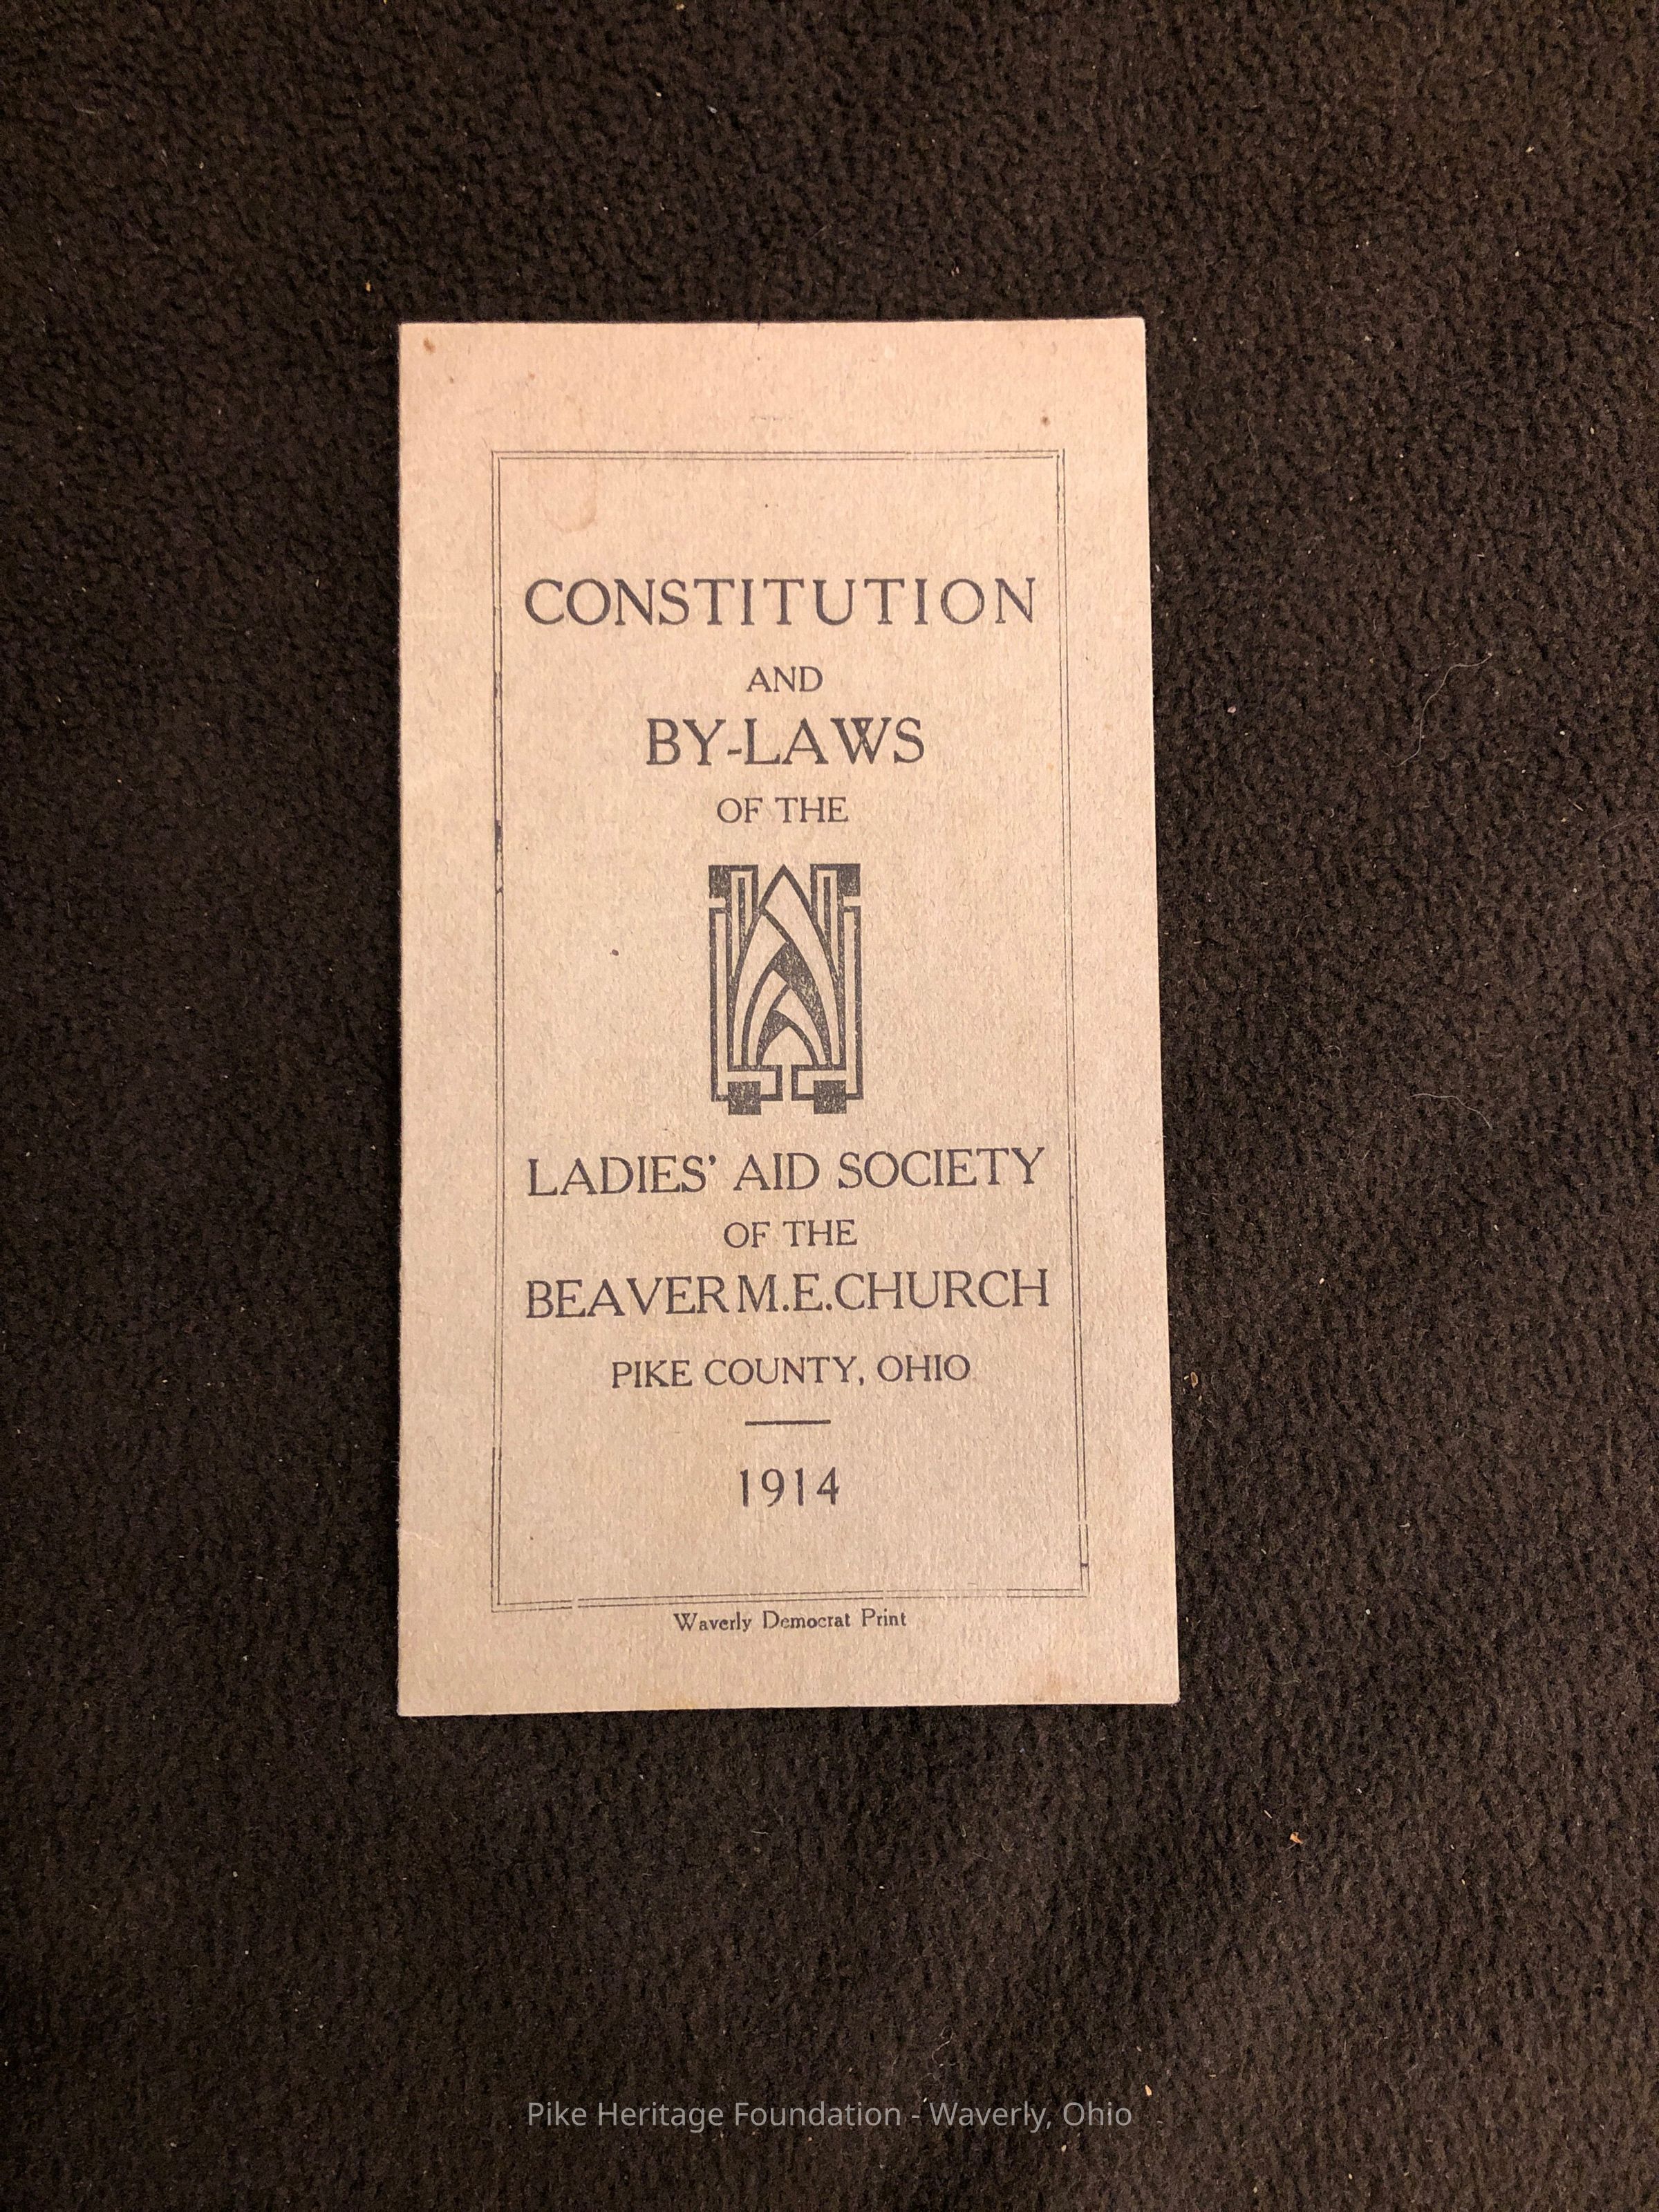 CONSTITUTION
AND
BY-LAWS
OF THE
LADIES' AID SOCIETY
OF THE
BEAVER M.E. CHURCH
PIKE COUNTY, OHIO
1914
Waverly Democrat Print
Pike Heritage Foundation - Waverly, Ohio